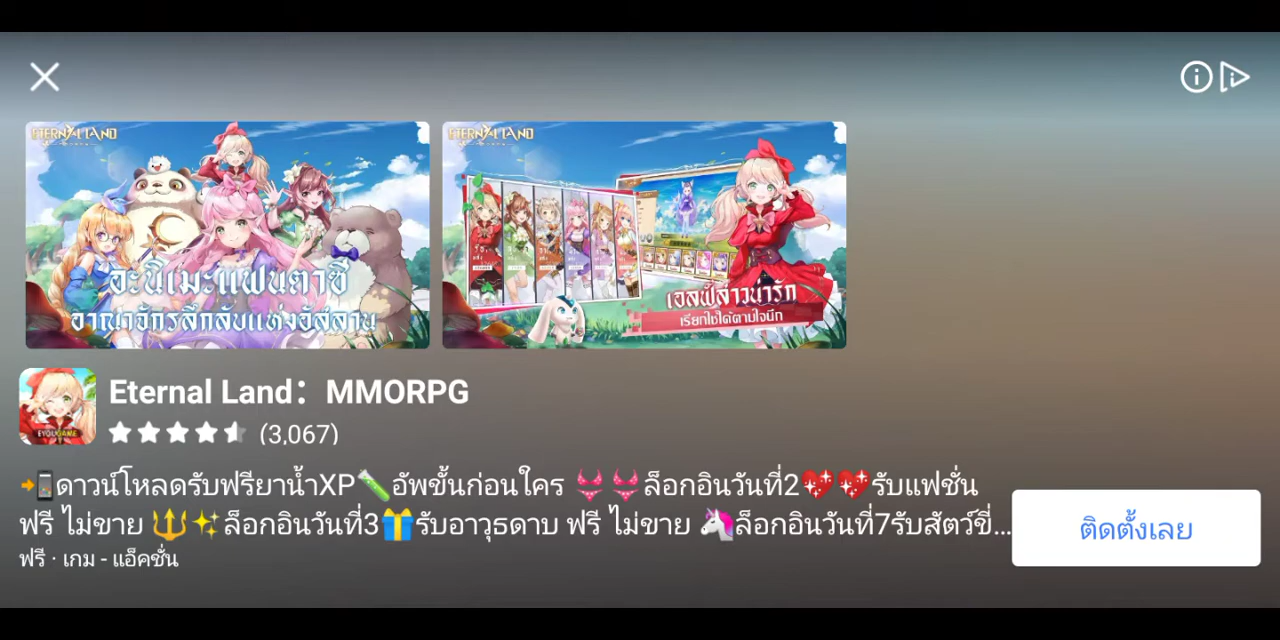 ETERNAL LAND
ETERNAL LAND
อะนิเมะแฟนตาซี
อาณาจักรลึกลับแห่งอัสลาน
เอลฟ์สาวน่ารัก
เรียกใช้ได้ตามใจนึก
Eternal Land：MMORPG
EYOUGAME
(3,067)
➜📱ดาวน์โหลดรับฟรียาน้ำXP🧪อัพขั้นก่อนใคร 👙👙ล็อกอินวันที่2💖💖รับแฟชั่น
ฟรี ไม่ขาย 🔱✨ล็อกอินวันที่3🎁รับอาวุธดาบ ฟรี ไม่ขาย 🦄ล็อกอินวันที่7รับสัตว์ขี่...
ฟรี · เกม - แอ็คชั่น
ติดตั้งเลย